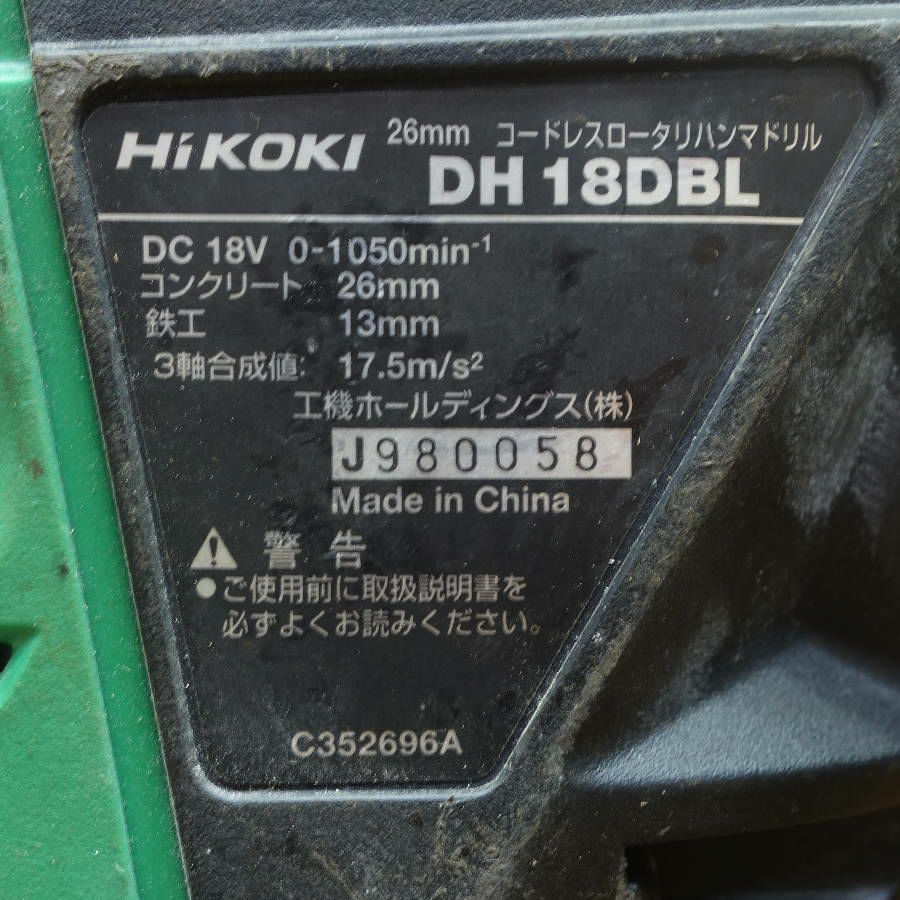 HiKOKI 26mm コードレスロータリハンマドリル
DH 18DBL
DC 18V 0-1050min⁻¹
コンクリート 26mm
鉄工 13mm
3軸合成値: 17.5m/s²
工機ホールディングス(株)
J980058
Made in China
警告
●ご使用前に取扱説明書を
必ずよくお読みください。
C352696A